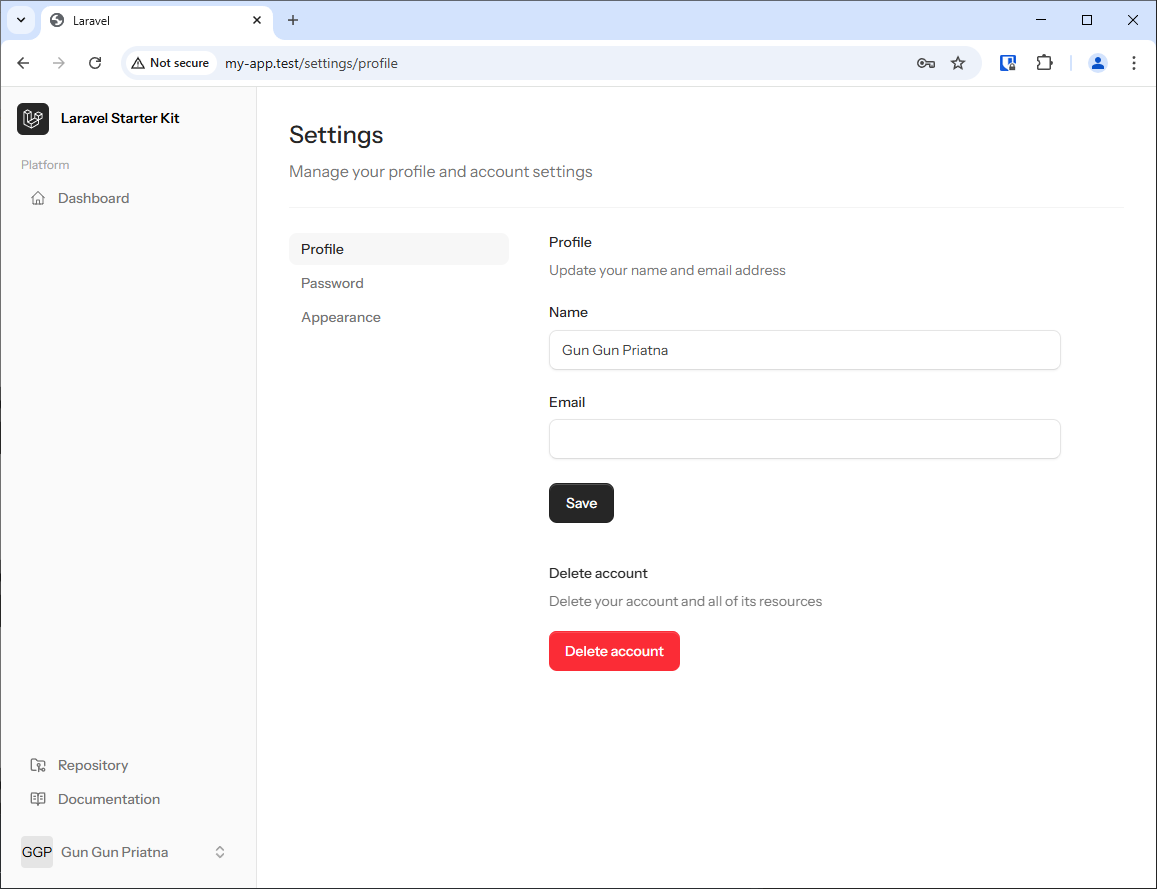 Laravel
Not secure
my-app.test/settings/profile
Laravel Starter Kit
Platform
Dashboard
Settings
Manage your profile and account settings
Profile
Password
Appearance
Profile
Update your name and email address
Name
Gun Gun Priatna
Email
Save
Delete account
Delete your account and all of its resources
Delete account
Repository
Documentation
GGP Gun Gun Priatna